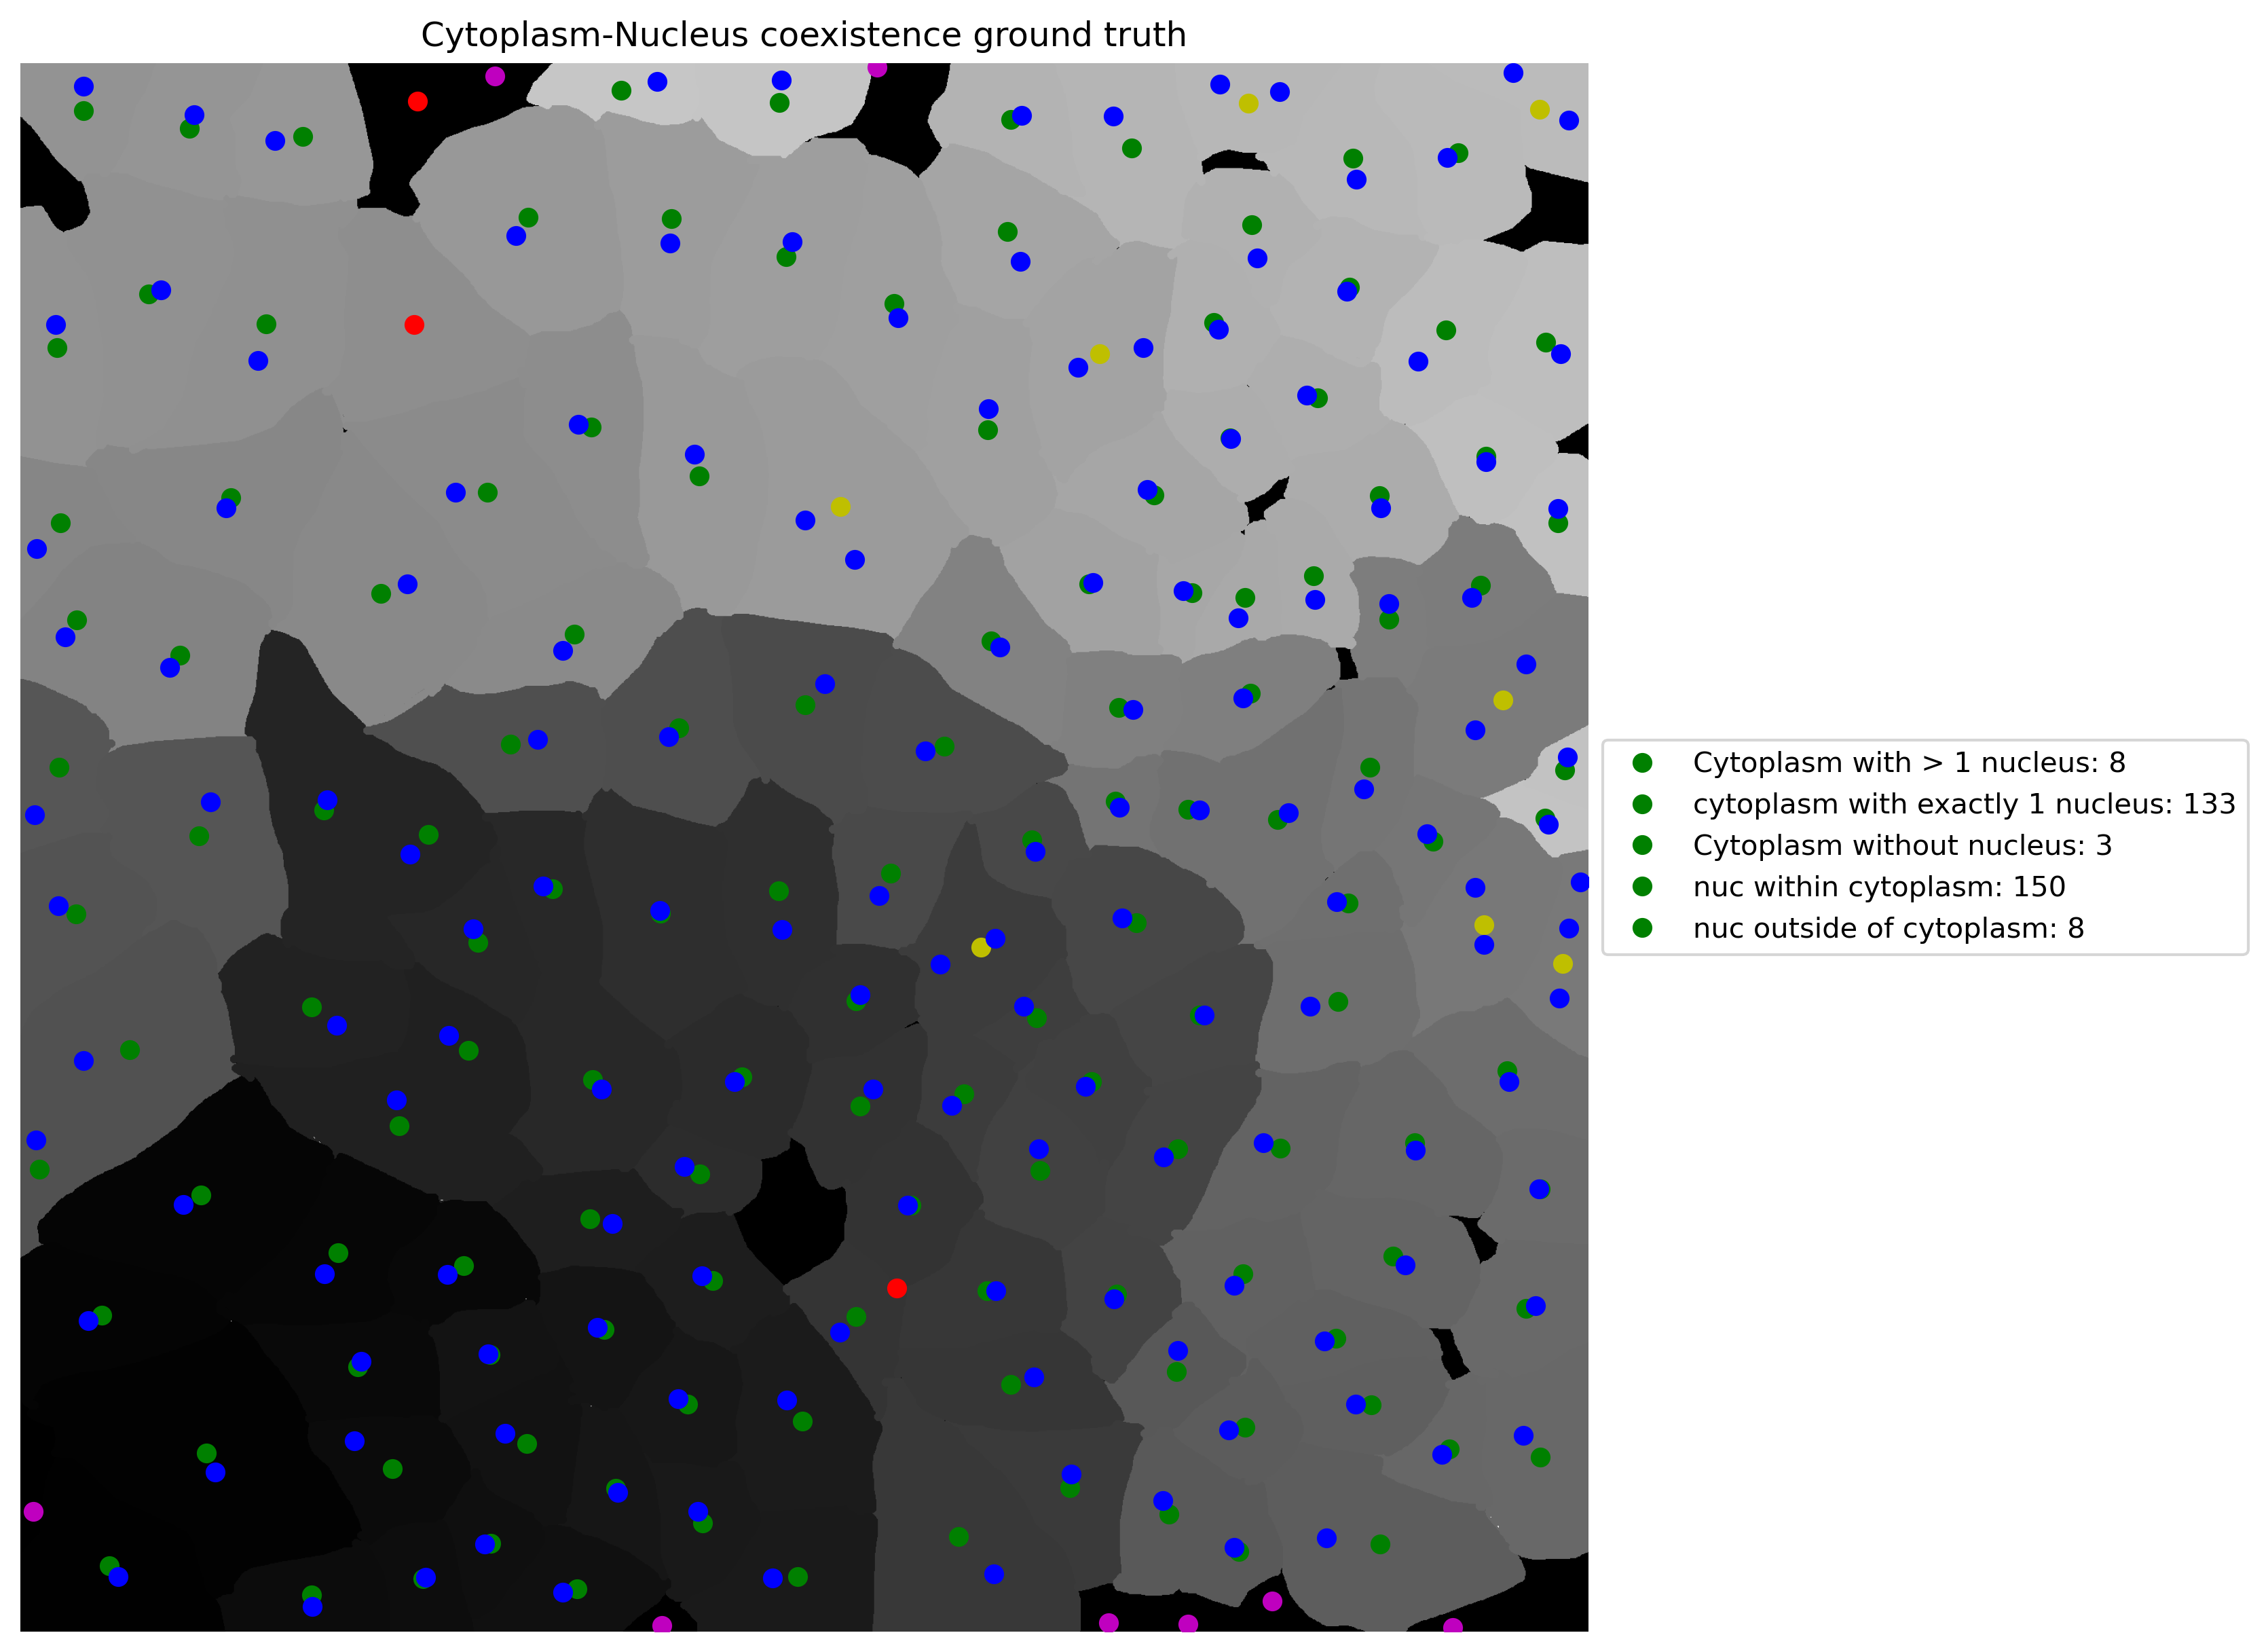 Cytoplasm-Nucleus coexistence ground truth
Cytoplasm with > 1 nucleus: 8
cytoplasm with exactly 1 nucleus: 133
Cytoplasm without nucleus: 3
nuc within cytoplasm: 150
nuc outside of cytoplasm: 8